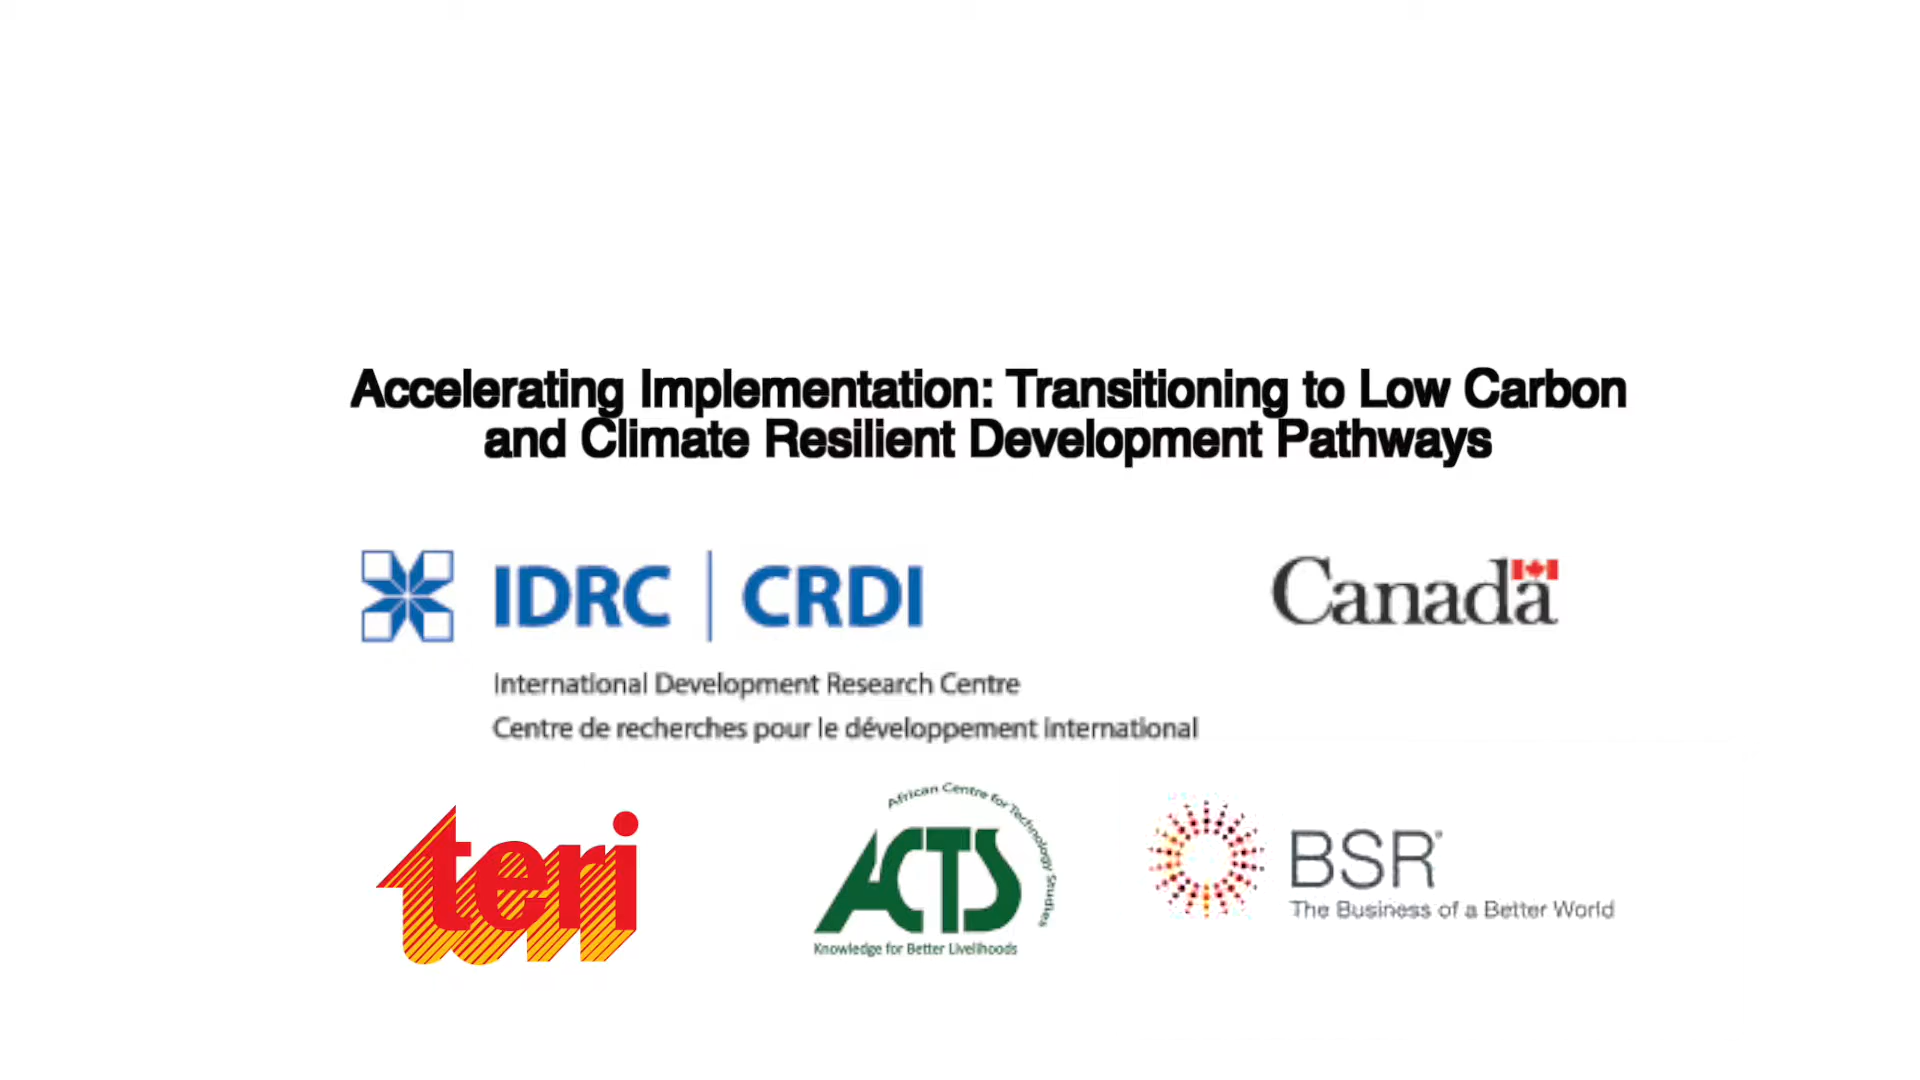 Accelerating Implementation: Transitioning to Low Carbon
and Climate Resilient Development Pathways
IDRC | CRDI
Canada
International Development Research Centre
Centre de recherches pour le développement international
teri
African Centre for Technology Studies
ACTS
Knowledge for Better Livelihoods
BSR®
The Business of a Better World